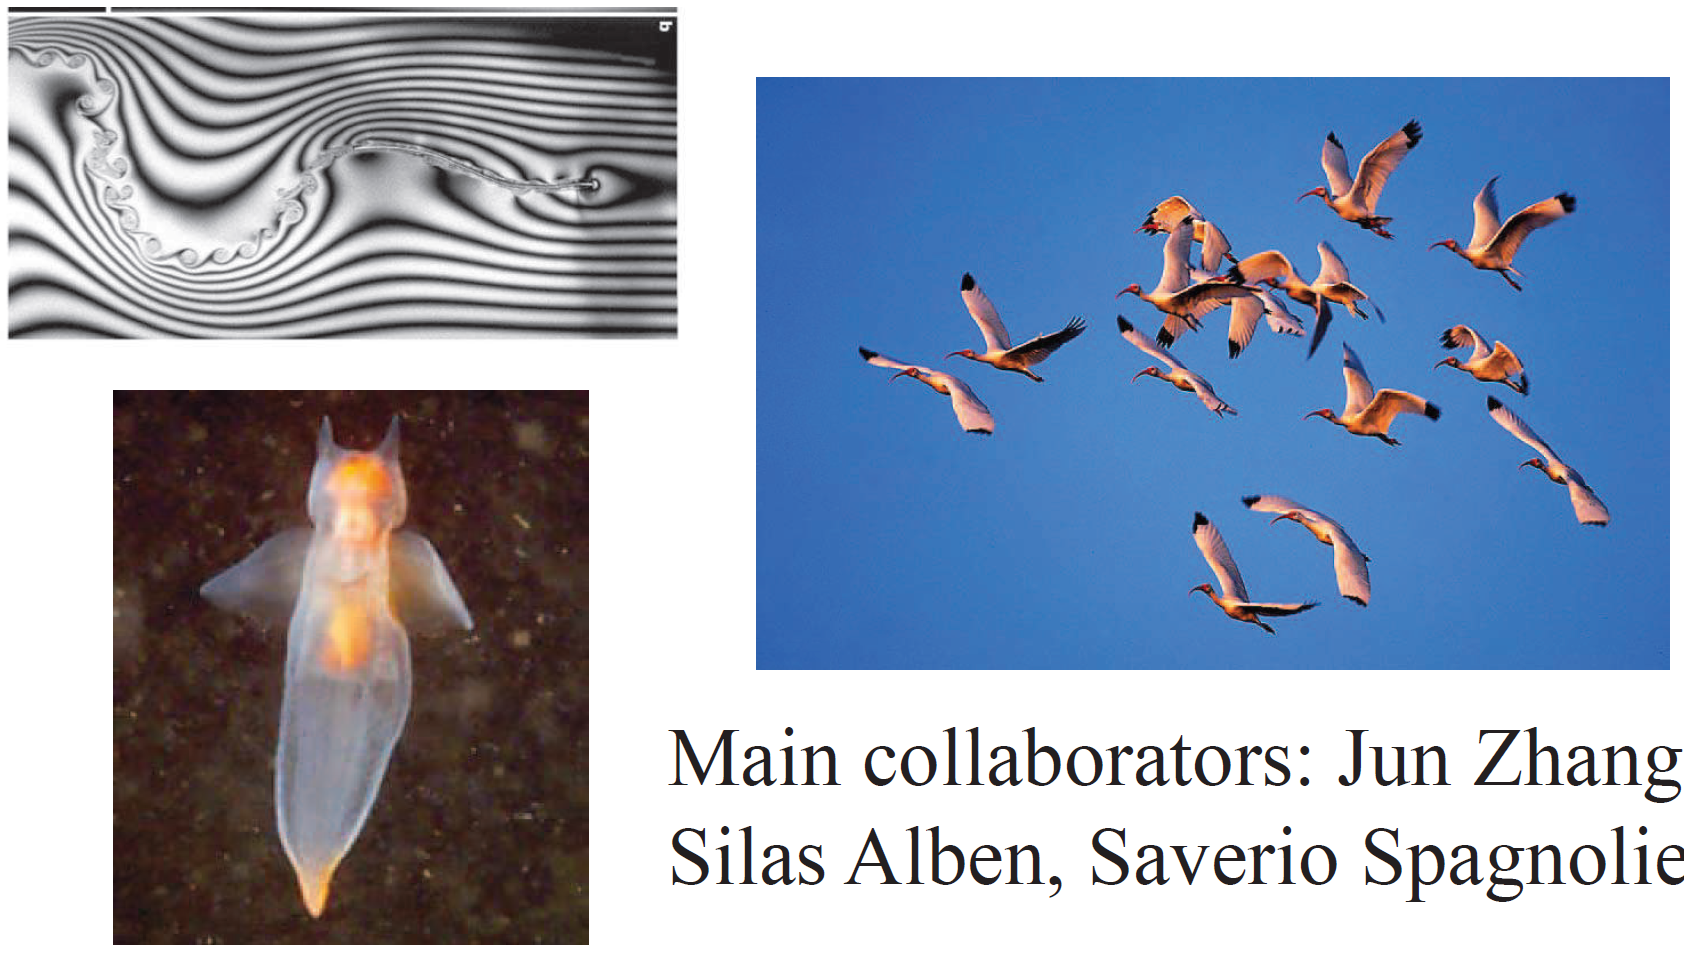 b
Main collaborators: Jun Zhang
Silas Alben, Saverio Spagnolie